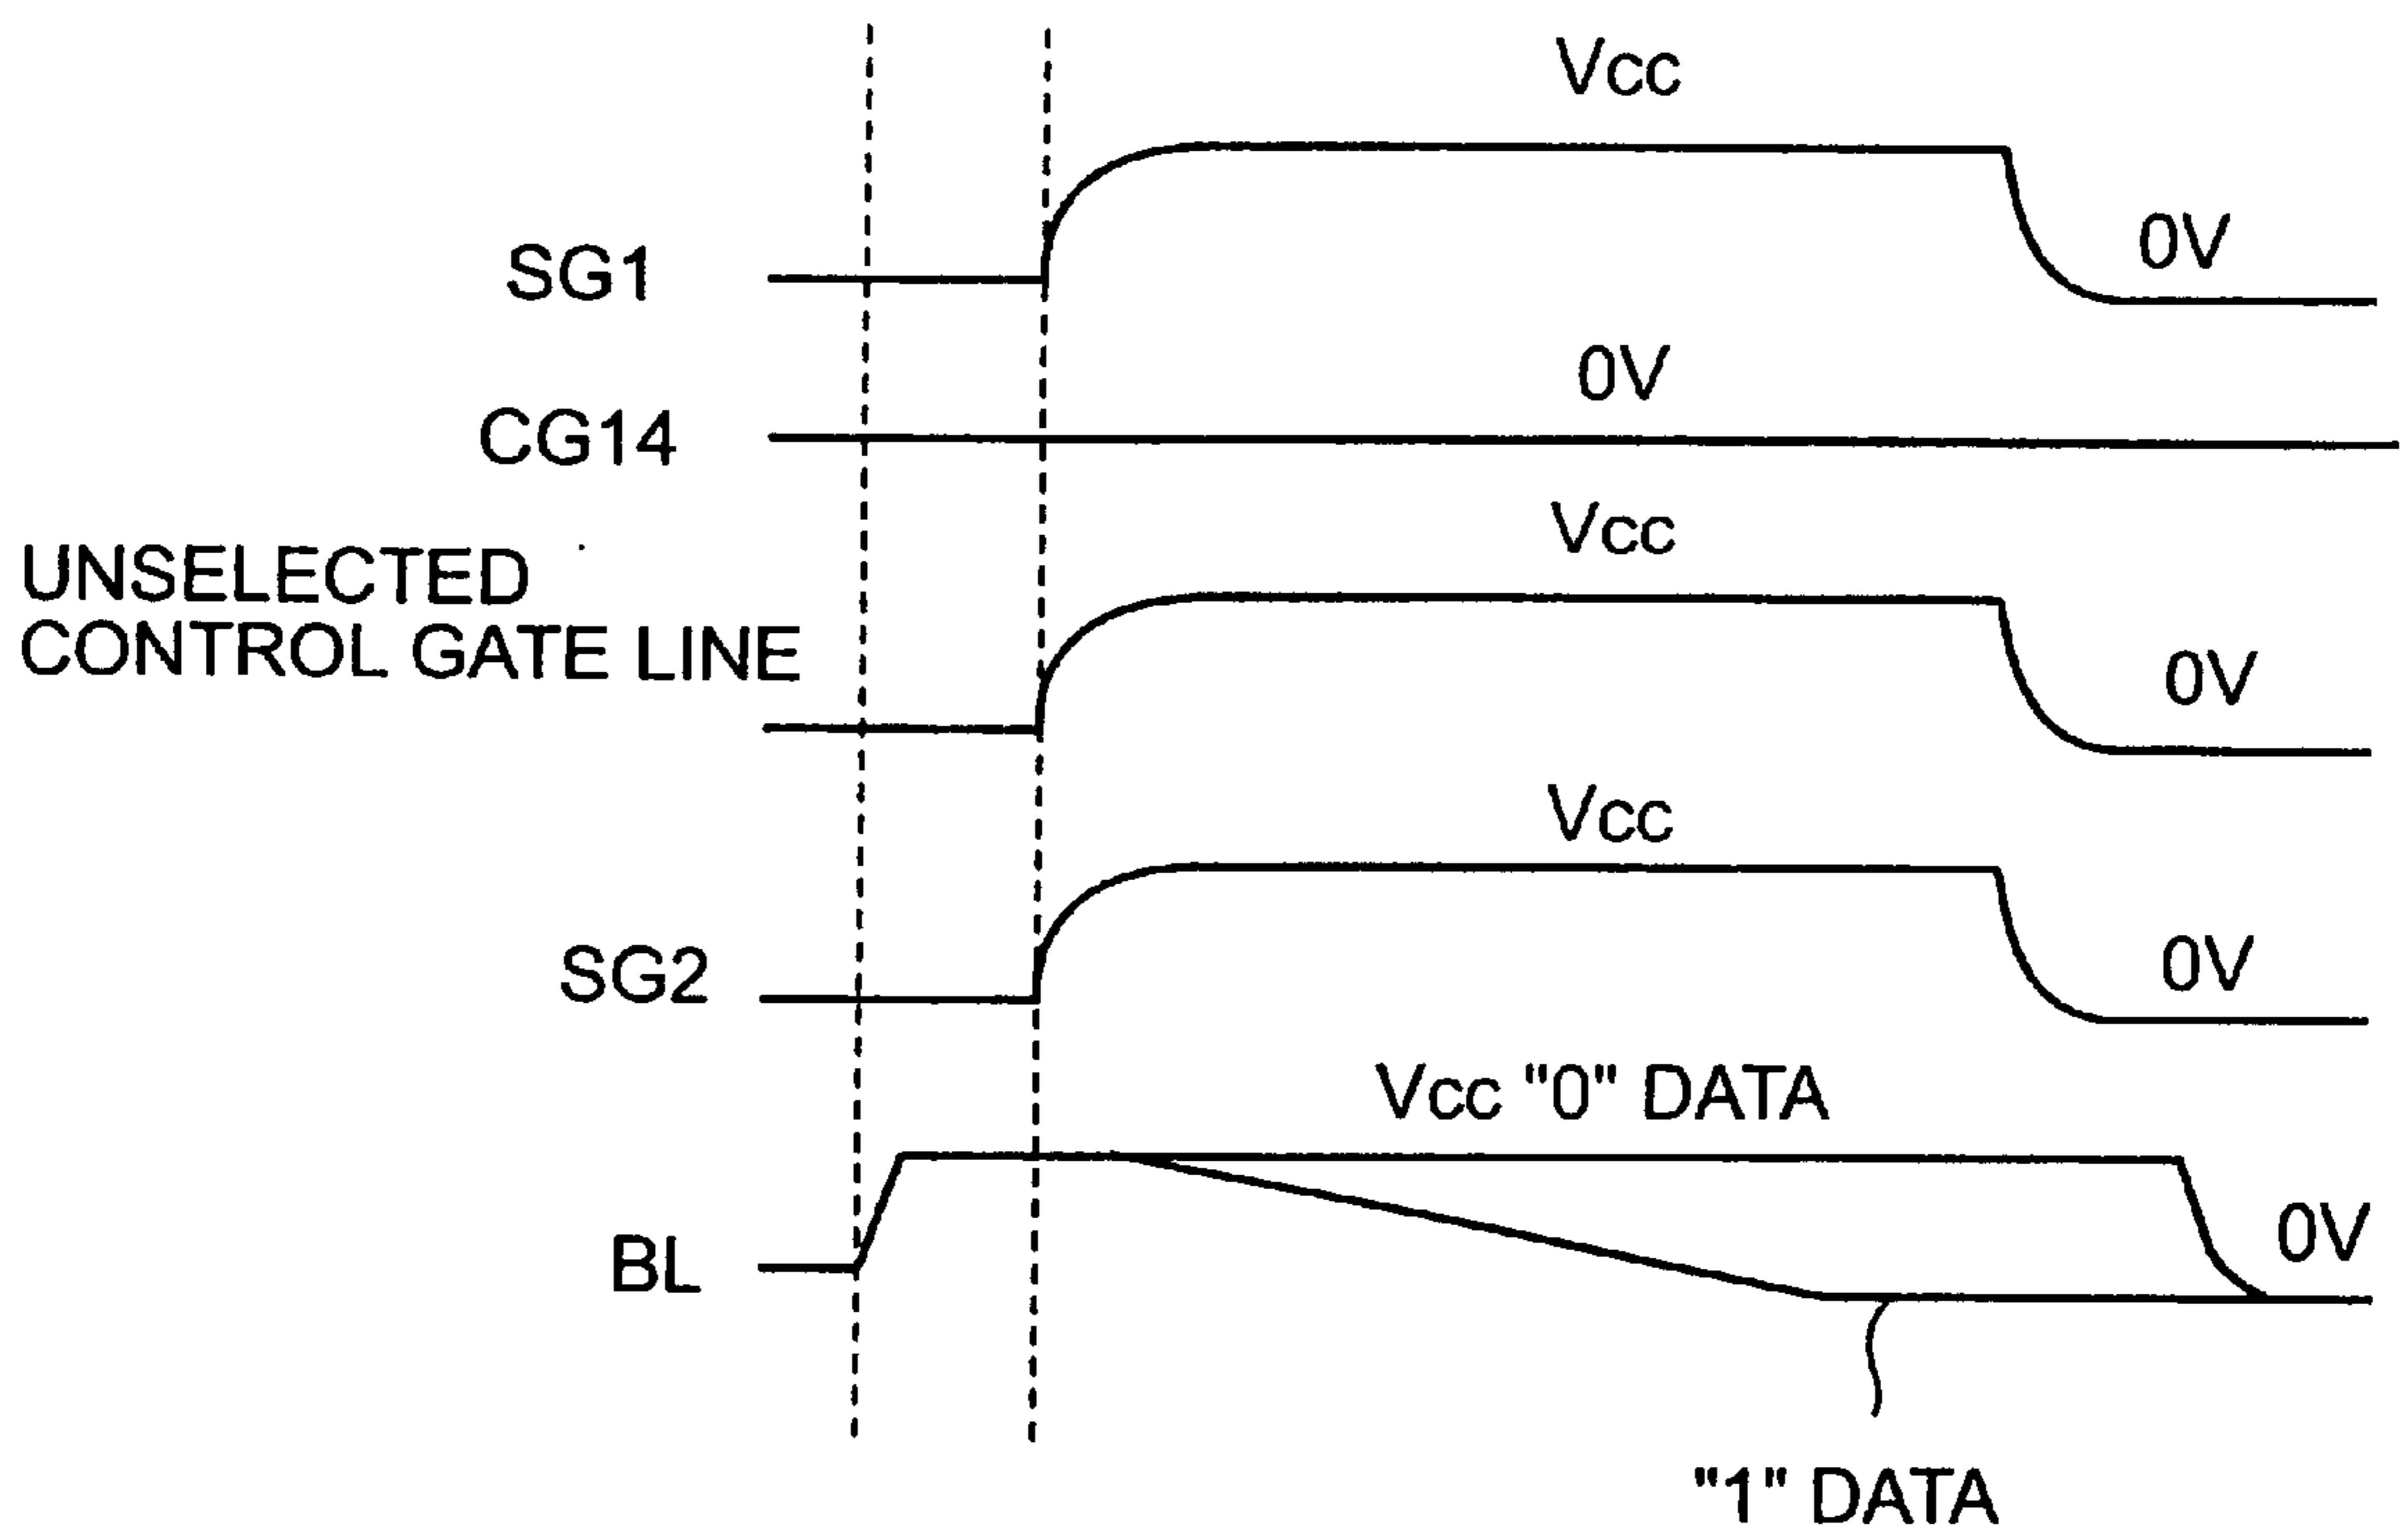 Vcc
SG1
0V
0V
CG14
Vcc
UNSELECTED
CONTROL GATE LINE
0V
Vcc
SG2
0V
Vcc "0" DATA
BL
0V
"1" DATA